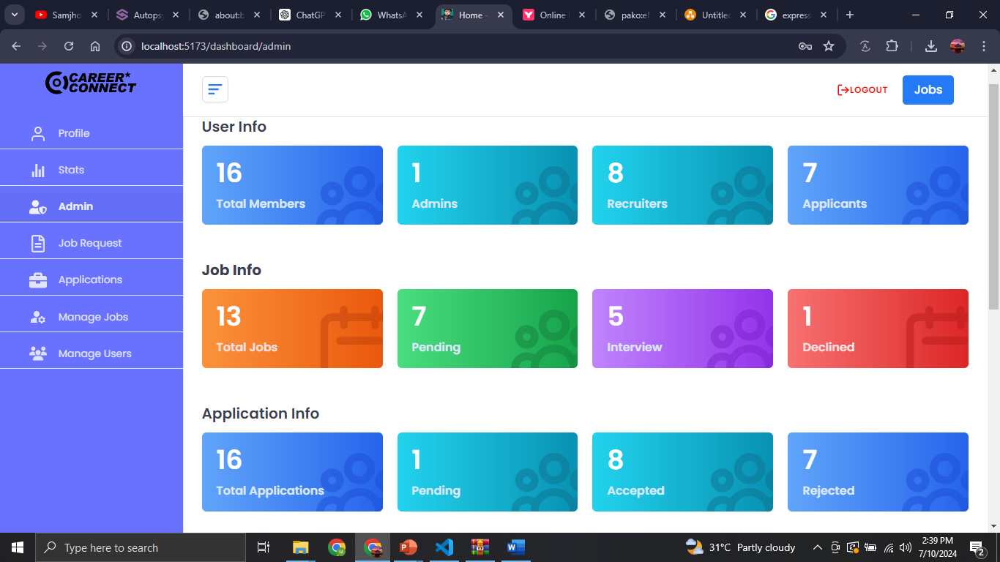 Samjho
Autops
about:b
ChatGP
WhatsA
Home -
Online
pako:eN
Untitled
express
localhost:5173/dashboard/admin
CAREER
CONNECT
LOGOUT
Jobs
Profile
Stats
Admin
Job Request
Applications
Manage Jobs
Manage Users
User Info
16
Total Members
1
Admins
8
Recruiters
7
Applicants
Job Info
13
Total Jobs
7
Pending
5
Interview
1
Declined
Application Info
16
Total Applications
1
Pending
8
Accepted
7
Rejected
Type here to search
31°C Partly cloudy
2:39 PM
7/10/2024
2